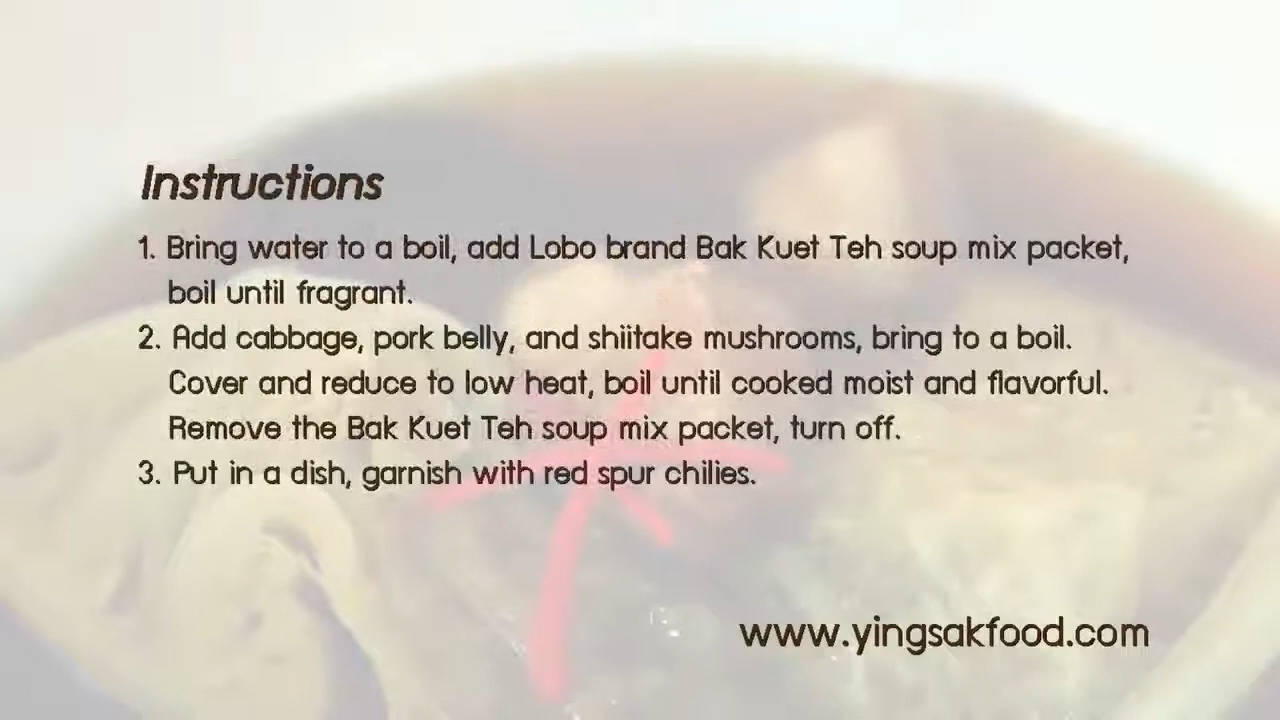 Instructions
1. Bring water to a boil, add Lobo brand Bak Kuet Teh soup mix packet,
boil until fragrant.
2. Add cabbage, pork belly, and shiitake mushrooms, bring to a boil.
Cover and reduce to low heat, boil until cooked moist and flavorful.
Remove the Bak Kuet Teh soup mix packet, turn off.
3. Put in a dish, garnish with red spur chilies.
www.yingsakfood.com